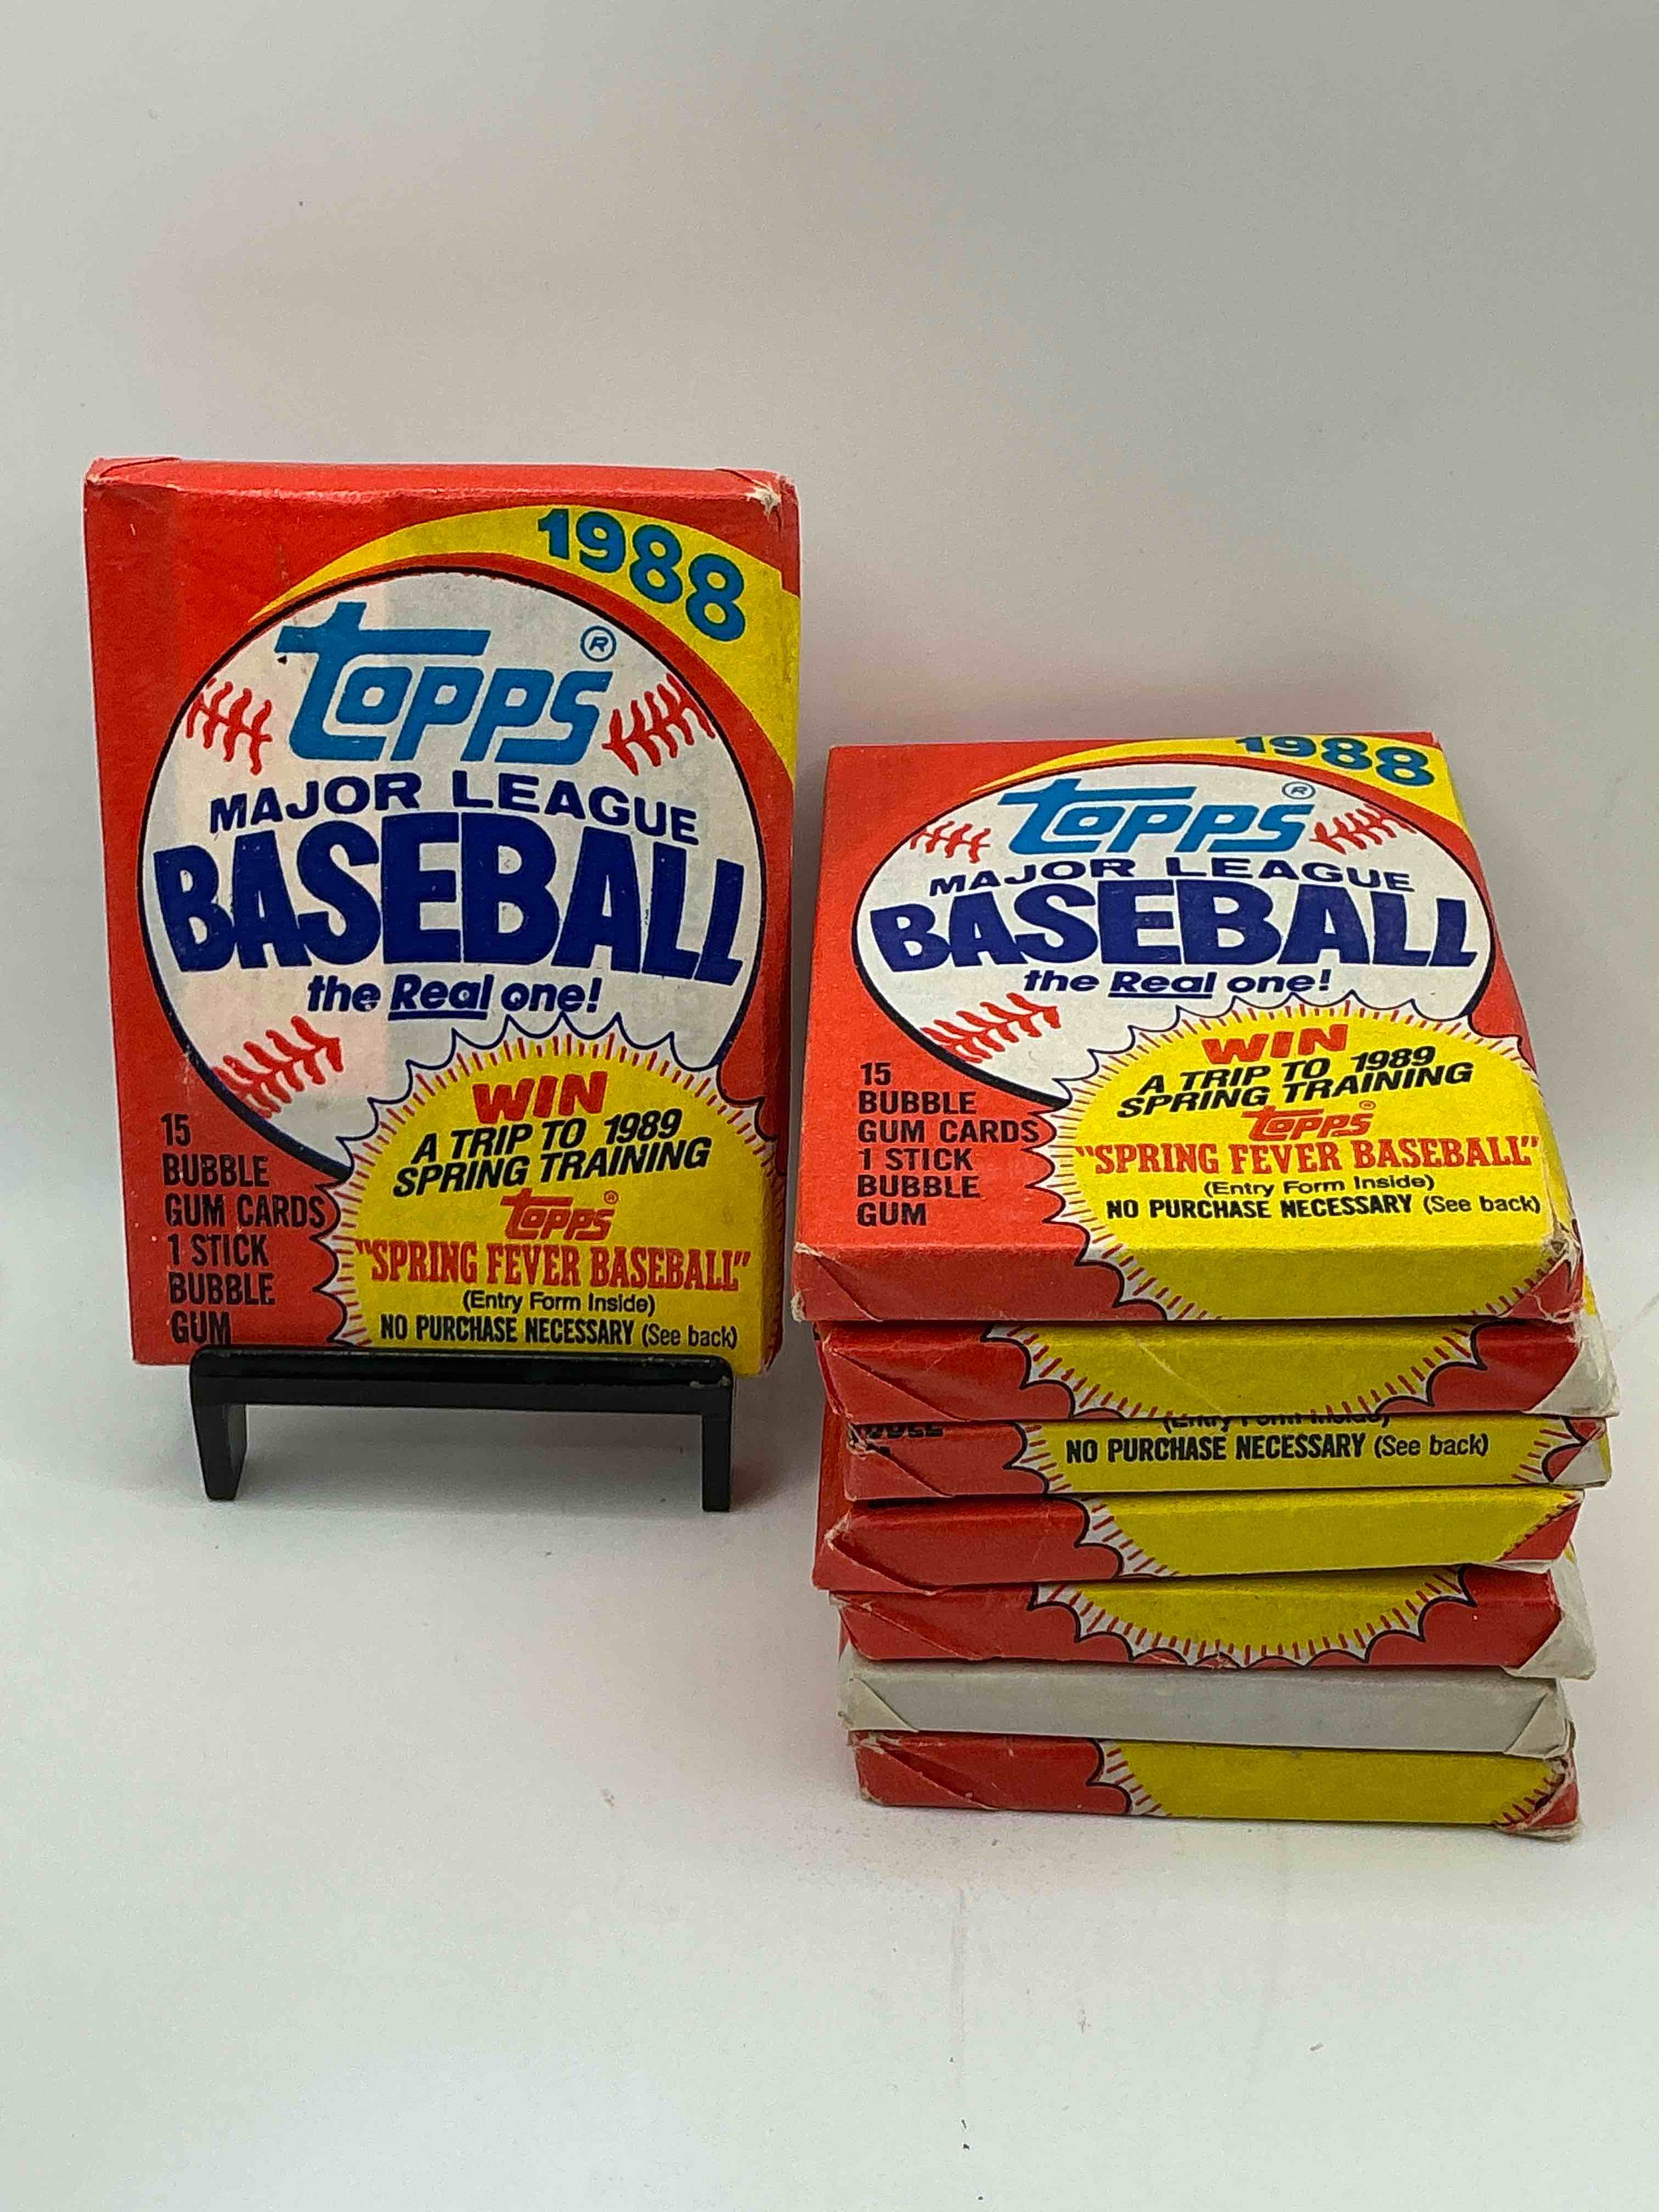 1988
topps®
MAJOR LEAGUE
BASEBALL
the Real one!
15
BUBBLE
GUM CARDS
1 STICK
BUBBLE
GUM
WIN
A TRIP TO 1989
SPRING TRAINING
topps®
"SPRING FEVER BASEBALL"
(Entry Form Inside)
NO PURCHASE NECESSARY (See back)
1988
topps®
MAJOR LEAGUE
BASEBALL
the Real one!
15
BUBBLE
GUM CARDS
1 STICK
BUBBLE
GUM
WIN
A TRIP TO 1989
SPRING TRAINING
topps®
"SPRING FEVER BASEBALL"
(Entry Form Inside)
NO PURCHASE NECESSARY (See back)
(Entry Form Inside)
NO PURCHASE NECESSARY (See back)